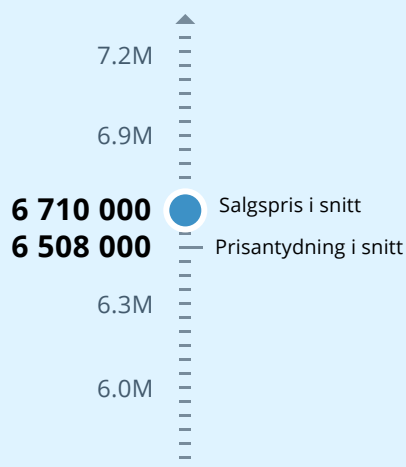 7.2M
6.9M
6 710 000 Salgspris i snitt
6 508 000 Prisantydning i snitt
6.3M
6.0M